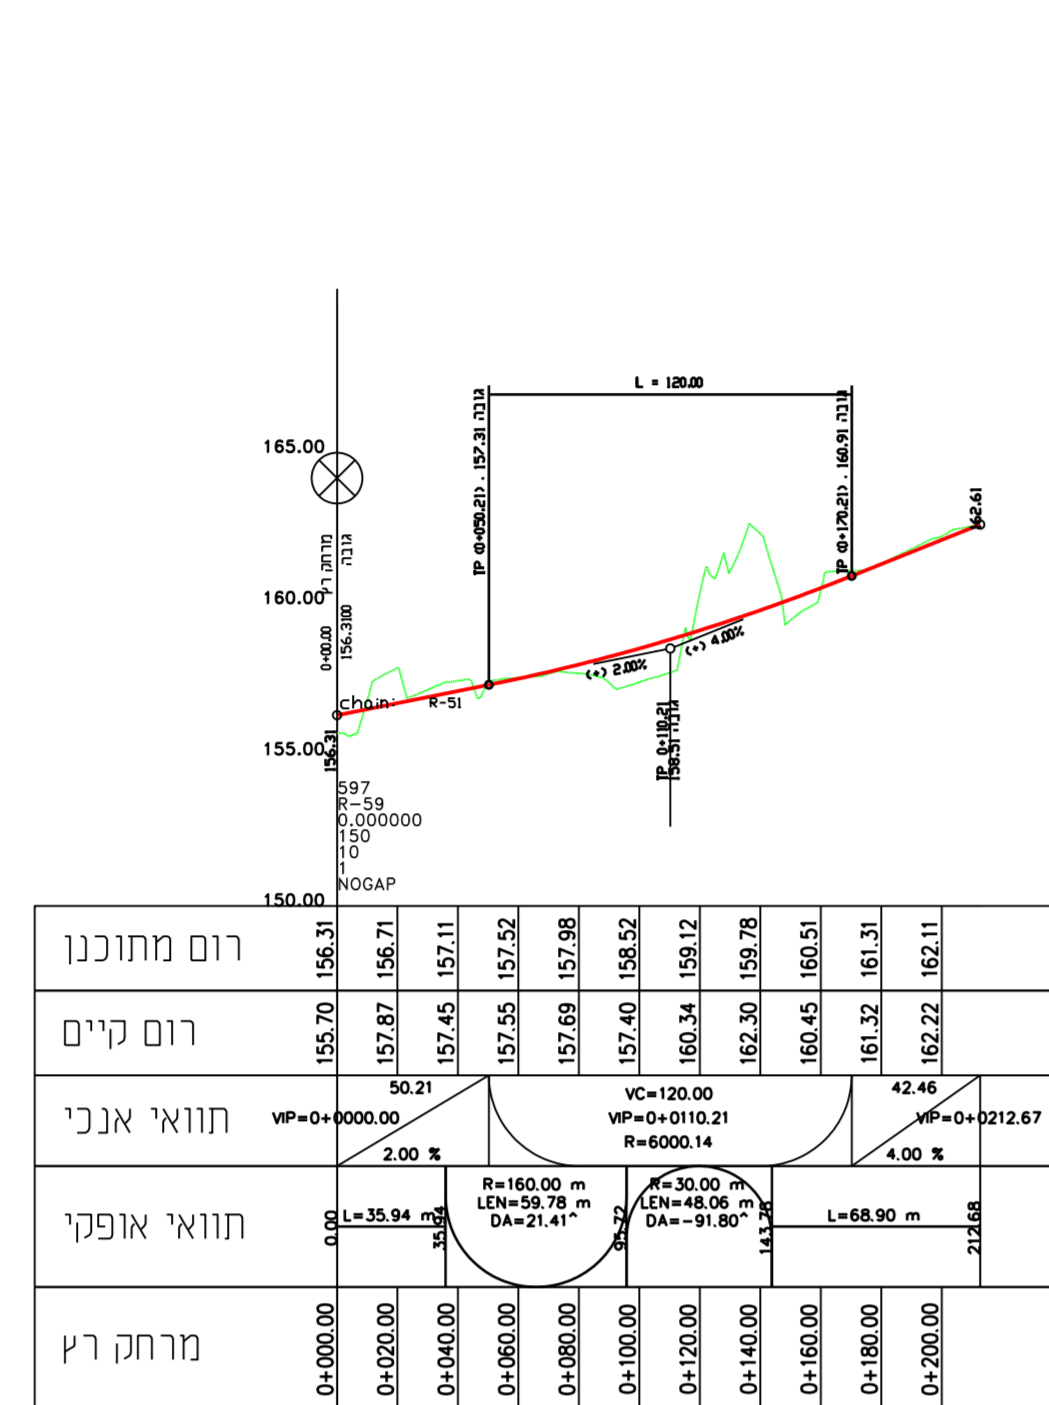 L = 120.00
TP (0+050.21) . 157.31 גובה
TP (0+170.21) . 160.91 גובה
165.00
162.61
מרחק רץ
גובה
160.00
0+00.00
156.3100
(+) 2.00%
(+) 4.00%
chain:
R-51
155.00
156.31
TP 0+110.21
158.51 גובה
597
R-59
0.000000
150
10
1
NOGAP
150.00
רום מתוכנן 156.31 156.71 157.11 157.52 157.98 158.52 159.12 159.78 160.51 161.31 162.11
רום קיים 155.70 157.87 157.45 157.55 157.69 157.40 160.34 162.30 160.45 161.32 162.22
תוואי אנכי
50.21
VC=120.00
42.46
VIP=0+0000.00
VIP=0+0110.21
VIP=0+0212.67
R=6000.14
2.00 %
4.00 %
תוואי אופקי
R=160.00 m
LEN=59.78 m
DA=21.41^
R=30.00 m
LEN=48.06 m
DA=-91.80^
L=35.94 m
L=68.90 m
0.00 35.94 95.72 143.78 212.68
מרחק רץ 0+000.00 0+020.00 0+040.00 0+060.00 0+080.00 0+100.00 0+120.00 0+140.00 0+160.00 0+180.00 0+200.00